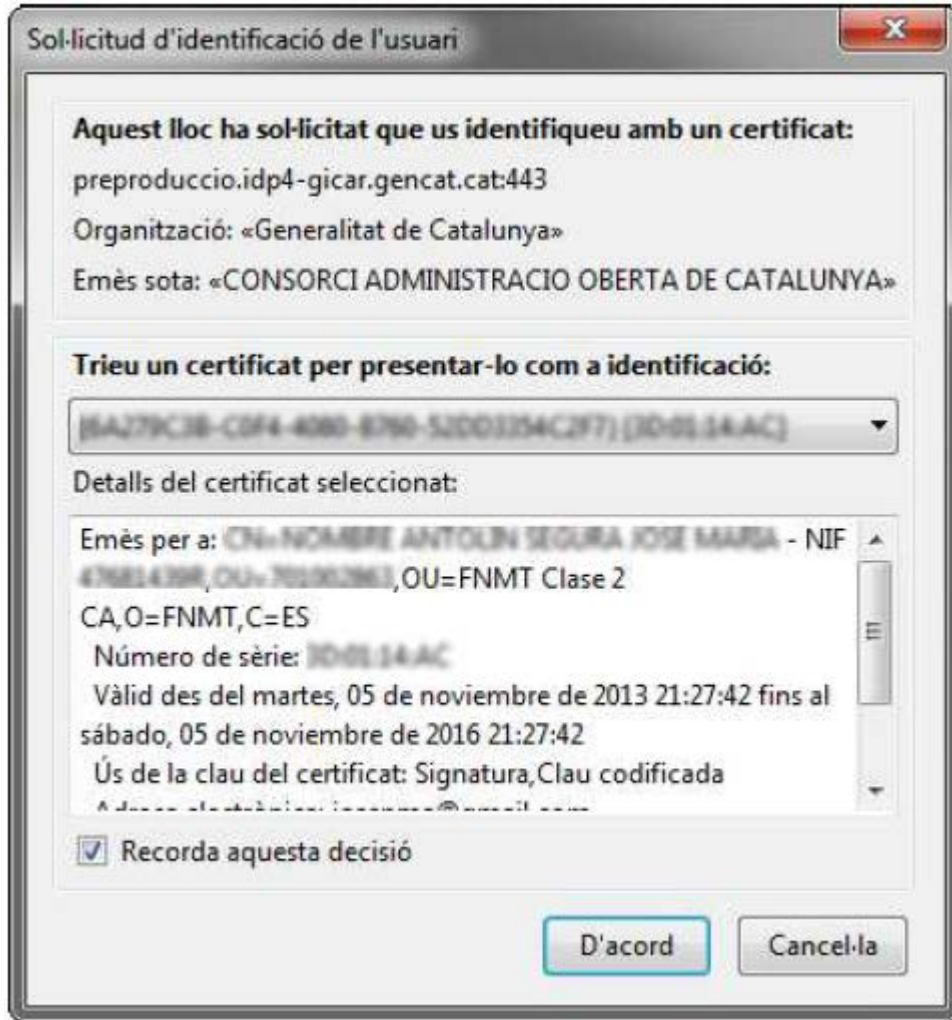 Sol·licitud d'identificació de l'usuari
Aquest lloc ha sol·licitat que us identifiqueu amb un certificat:
preproduccio.idp4-gicar.gencat.cat:443
Organització: «Generalitat de Catalunya»
Emès sota: «CONSORCI ADMINISTRACIO OBERTA DE CATALUNYA»
Trieu un certificat per presentar-lo com a identificació:
Detalls del certificat seleccionat:
Emès per a: - NIF
,OU=FNMT Clase 2
CA,O=FNMT,C=ES
Número de sèrie:
Vàlid des del martes, 05 de noviembre de 2013 21:27:42 fins al
sábado, 05 de noviembre de 2016 21:27:42
Ús de la clau del certificat: Signatura,Clau codificada
Recorda aquesta decisió
D'acord
Cancel·la